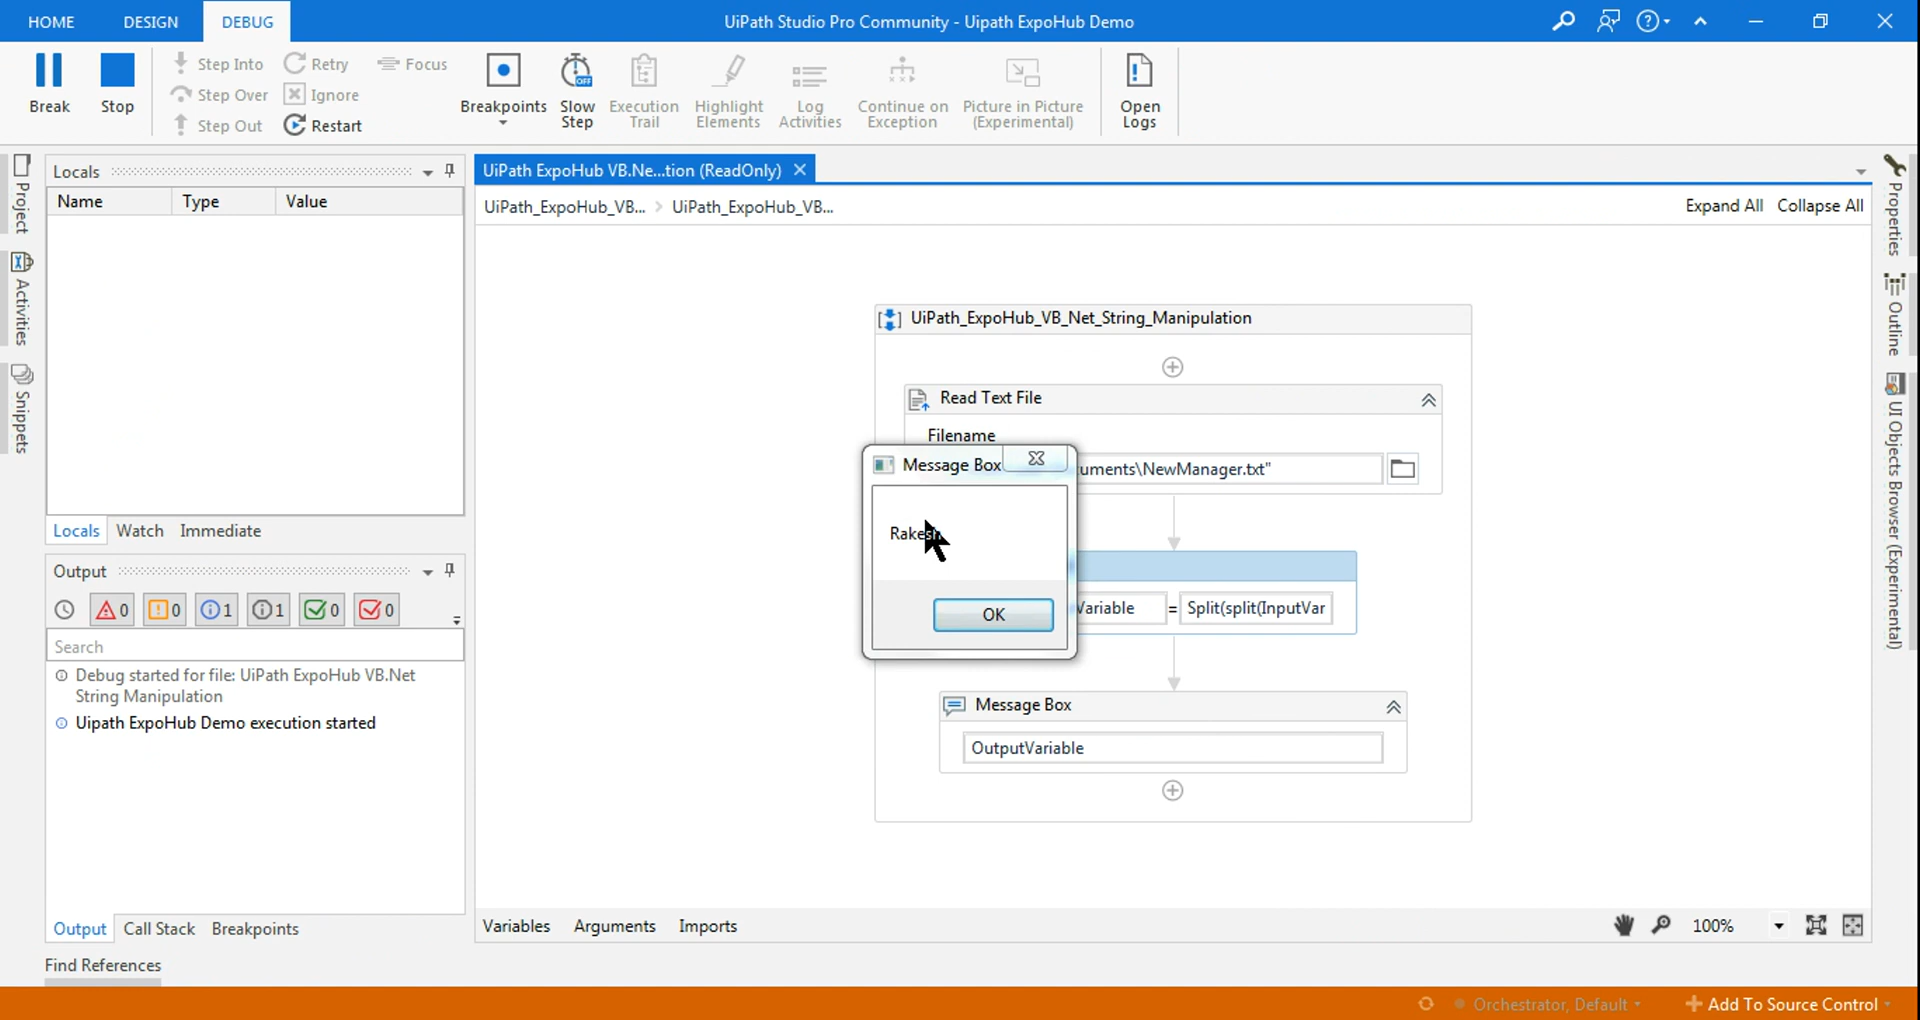 HOME DESIGN DEBUG UiPath Studio Pro Community - Uipath ExpoHub Demo
Break Stop Step Into Step Over Step Out Retry Ignore Restart Focus
Breakpoints Slow Step Execution Trail Highlight Elements Log Activities Continue on Exception Picture in Picture (Experimental) Open Logs
Project
Activities
Snippets
Locals
Name Type Value
Locals Watch Immediate
Output
0 0 1 1 0 0
Search
Debug started for file: UiPath ExpoHub VB.Net
String Manipulation
Uipath ExpoHub Demo execution started
Output Call Stack Breakpoints
Find References
UiPath ExpoHub VB.Ne...tion (ReadOnly)
UiPath_ExpoHub_VB... > UiPath_ExpoHub_VB... Expand All Collapse All
UiPath_ExpoHub_VB_Net_String_Manipulation
Read Text File
Filename
uments\NewManager.txt"
Message Box
Rakesh
OK
Variable = Split(split(InputVar
Message Box
OutputVariable
Variables Arguments Imports 100%
Properties
Outline
UI Objects Browser (Experimental)
Orchestrator, Default Add To Source Control